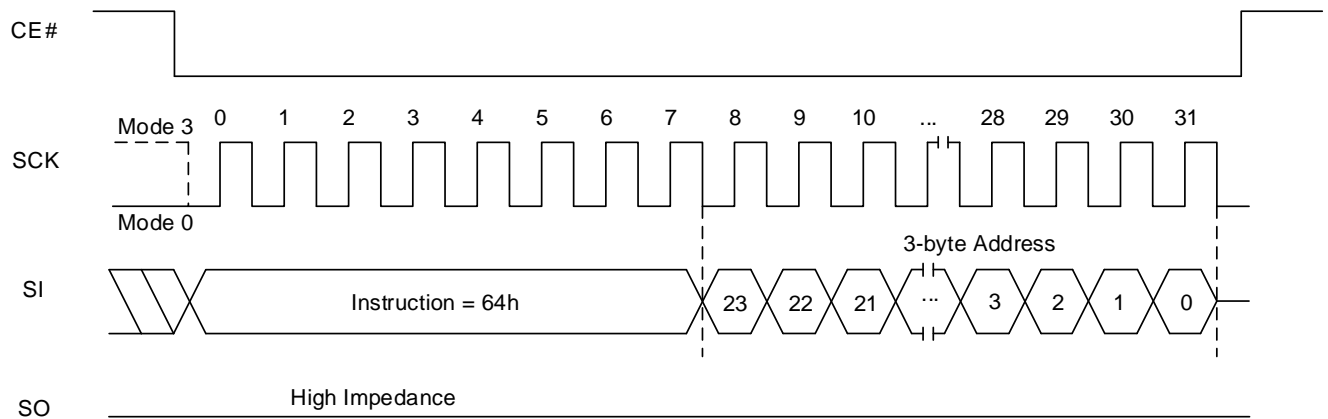 CE#
Mode 3 0 1 2 3 4 5 6 7 8 9 10 ... 28 29 30 31
SCK
Mode 0
3-byte Address
SI Instruction = 64h 23 22 21 ... 3 2 1 0
High Impedance
SO